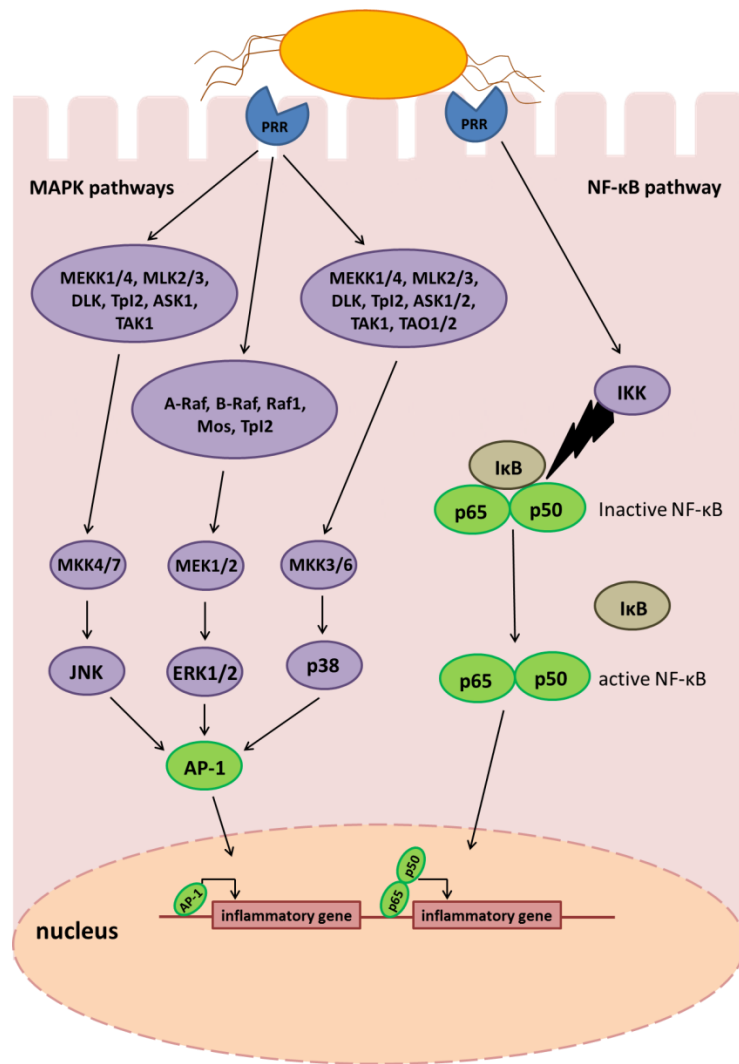 PRR
PRR
MAPK pathways
NF-κB pathway
MEKK1/4, MLK2/3,
DLK, Tpl2, ASK1,
TAK1
MEKK1/4, MLK2/3,
DLK, Tpl2, ASK1/2,
TAK1, TAO1/2
A-Raf, B-Raf, Raf1,
Mos, Tpl2
IKK
IκB
p65
p50
Inactive NF-κB
MKK4/7
MEK1/2
MKK3/6
IκB
JNK
ERK1/2
p38
p65
p50
active NF-κB
AP-1
nucleus
AP-1
inflammatory gene
p65
p50
inflammatory gene